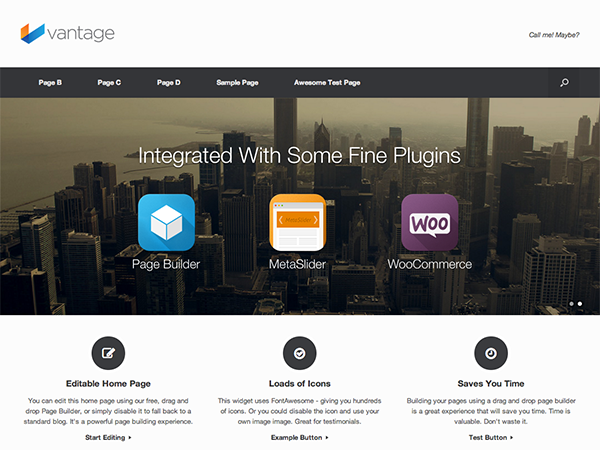 vantage
Call me! Maybe?
Page B Page C Page D Sample Page Awesome Test Page
Integrated With Some Fine Plugins
MetaSlider
WOO
Page Builder MetaSlider WooCommerce
Editable Home Page
You can edit this home page using our free, drag and
drop Page Builder, or simply disable it to fall back to a
standard blog. It's a powerful page building experience.
Start Editing
Loads of Icons
This widget uses FontAwesome - giving you hundreds
of icons. Or you could disable the icon and use your
own image image. Great for testimonials.
Example Button
Saves You Time
Building your pages using a drag and drop page builder
is a great experience that will save you time. Time is
valuable. Don't waste it.
Test Button